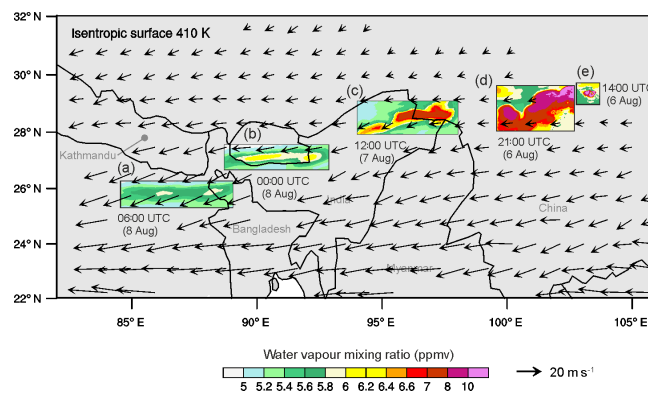 Isentropic surface 410 K
32° N
30° N
28° N
26° N
24° N
22° N
(e)
(d)
14:00 UTC
(6 Aug)
(c)
21:00 UTC
(6 Aug)
12:00 UTC
(7 Aug)
(b)
Kathmandu
(a)
00:00 UTC
(8 Aug)
06:00 UTC
(8 Aug)
India
China
Bangladesh
Myanmar
85° E
90° E
95° E
100° E
105° E
Water vapour mixing ratio (ppmv)
20 m s-1
5 5.2 5.4 5.6 5.8 6 6.2 6.4 6.6 7 8 10